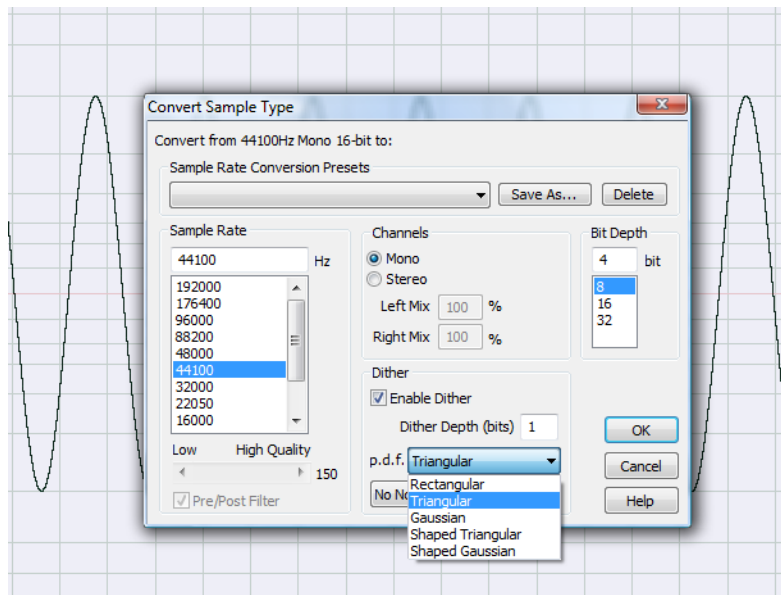 Convert Sample Type
Convert from 44100Hz Mono 16-bit to:
Sample Rate Conversion Presets
Save As...
Delete
Sample Rate
44100 Hz
192000
176400
96000
88200
48000
44100
32000
22050
16000
Low High Quality
150
Pre/Post Filter
Channels
Mono
Stereo
Left Mix 100 %
Right Mix 100 %
Dither
Enable Dither
Dither Depth (bits) 1
p.d.f. Triangular
Rectangular
Triangular
Gaussian
Shaped Triangular
Shaped Gaussian
No
Bit Depth
4 bit
8
16
32
OK
Cancel
Help